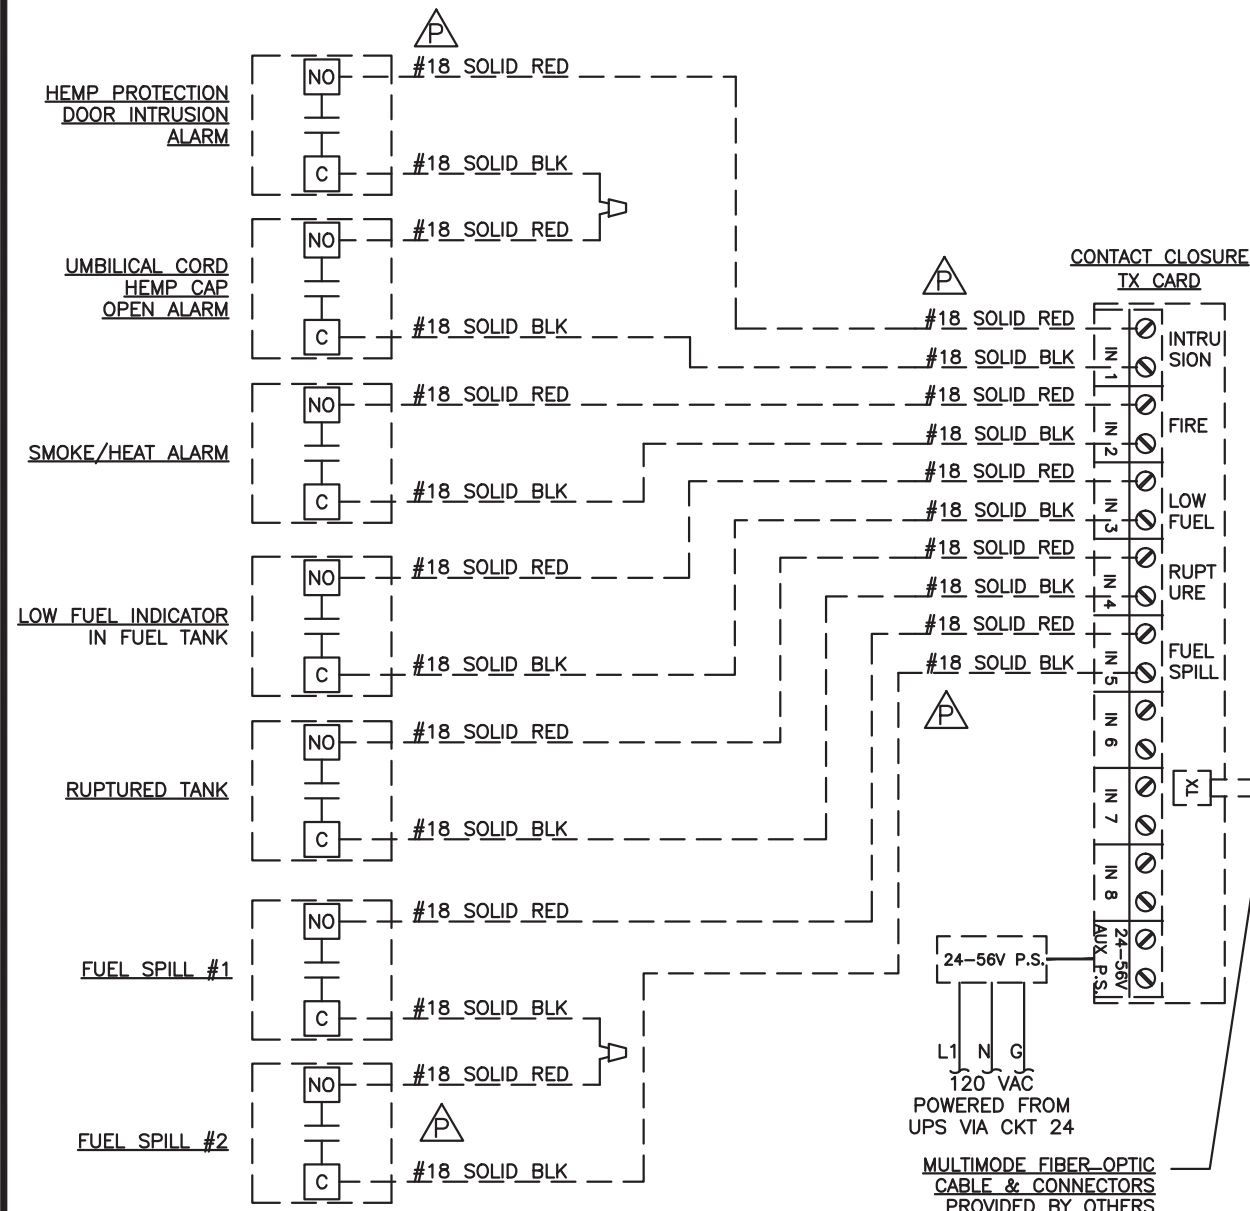 P
#18 SOLID RED
HEMP PROTECTION
DOOR INTRUSION
ALARM
NO
C
#18 SOLID BLK
#18 SOLID RED
UMBILICAL CORD
HEMP CAP
OPEN ALARM
NO
C
#18 SOLID BLK
#18 SOLID RED
SMOKE/HEAT ALARM
NO
C
#18 SOLID BLK
#18 SOLID RED
LOW FUEL INDICATOR
IN FUEL TANK
NO
C
#18 SOLID BLK
#18 SOLID RED
RUPTURED TANK
NO
C
#18 SOLID BLK
#18 SOLID RED
FUEL SPILL #1
NO
C
#18 SOLID BLK
#18 SOLID RED
FUEL SPILL #2
NO
C
P
#18 SOLID BLK
CONTACT CLOSURE
TX CARD
P
#18 SOLID RED
#18 SOLID BLK
IN 1
INTRU
SION
#18 SOLID RED
#18 SOLID BLK
IN 2
FIRE
#18 SOLID RED
#18 SOLID BLK
IN 3
LOW
FUEL
#18 SOLID RED
#18 SOLID BLK
IN 4
RUPT
URE
#18 SOLID RED
#18 SOLID BLK
IN 5
FUEL
SPILL
P
IN 6
IN 7
TX
IN 8
24-56V
AUX P.S.
24-56V P.S.
L1 N G
120 VAC
POWERED FROM
UPS VIA CKT 24
MULTIMODE FIBER OPTIC
CABLE & CONNECTORS
PROVIDED BY OTHERS